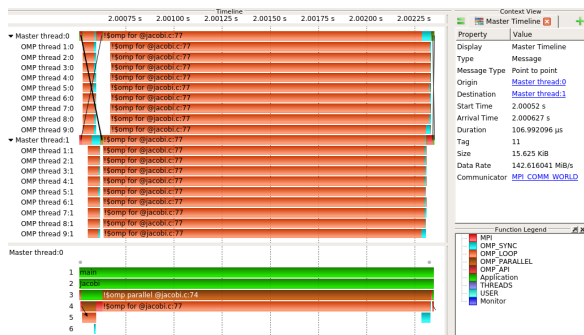 Timeline
2.00075 s 2.00100 s 2.00125 s 2.00150 s 2.00175 s 2.00200 s 2.00225 s
Master thread:0 !$omp for @jacobi.c:77
OMP thread 1:0 !$omp for @jacobi.c:77
OMP thread 2:0 !$omp for @jacobi.c:77
OMP thread 3:0 !$omp for @jacobi.c:77
OMP thread 4:0 !$omp for @jacobi.c:77
OMP thread 5:0 !$omp for @jacobi.c:77
OMP thread 6:0 !$omp for @jacobi.c:77
OMP thread 7:0 !$omp for @jacobi.c:77
OMP thread 8:0 !$omp for @jacobi.c:77
OMP thread 9:0 !$omp for @jacobi.c:77
Master thread:1 !$omp for @jacobi.c:77
OMP thread 1:1 !$omp for @jacobi.c:77
OMP thread 2:1 !$omp for @jacobi.c:77
OMP thread 3:1 !$omp for @jacobi.c:77
OMP thread 4:1 !$omp for @jacobi.c:77
OMP thread 5:1 !$omp for @jacobi.c:77
OMP thread 6:1 !$omp for @jacobi.c:77
OMP thread 7:1 !$omp for @jacobi.c:77
OMP thread 8:1 !$omp for @jacobi.c:77
OMP thread 9:1 !$omp for @jacobi.c:77
Master thread:0
1 main
2 jacobi
3 !$omp parallel @jacobi.c:74
4 !$omp for @jacobi.c:77
5
6
Context View
Master Timeline
Property Value
Display Master Timeline
Type Message
Message Type Point to point
Origin Master thread:0
Destination Master thread:1
Start Time 2.00052 s
Arrival Time 2.000627 s
Duration 106.992096 µs
Tag 11
Size 15.625 KiB
Data Rate 142.616041 MiB/s
Communicator MPI_COMM_WORLD
Function Legend
MPI
OMP_SYNC
OMP_LOOP
OMP_PARALLEL
OMP_API
Application
THREADS
USER
Monitor